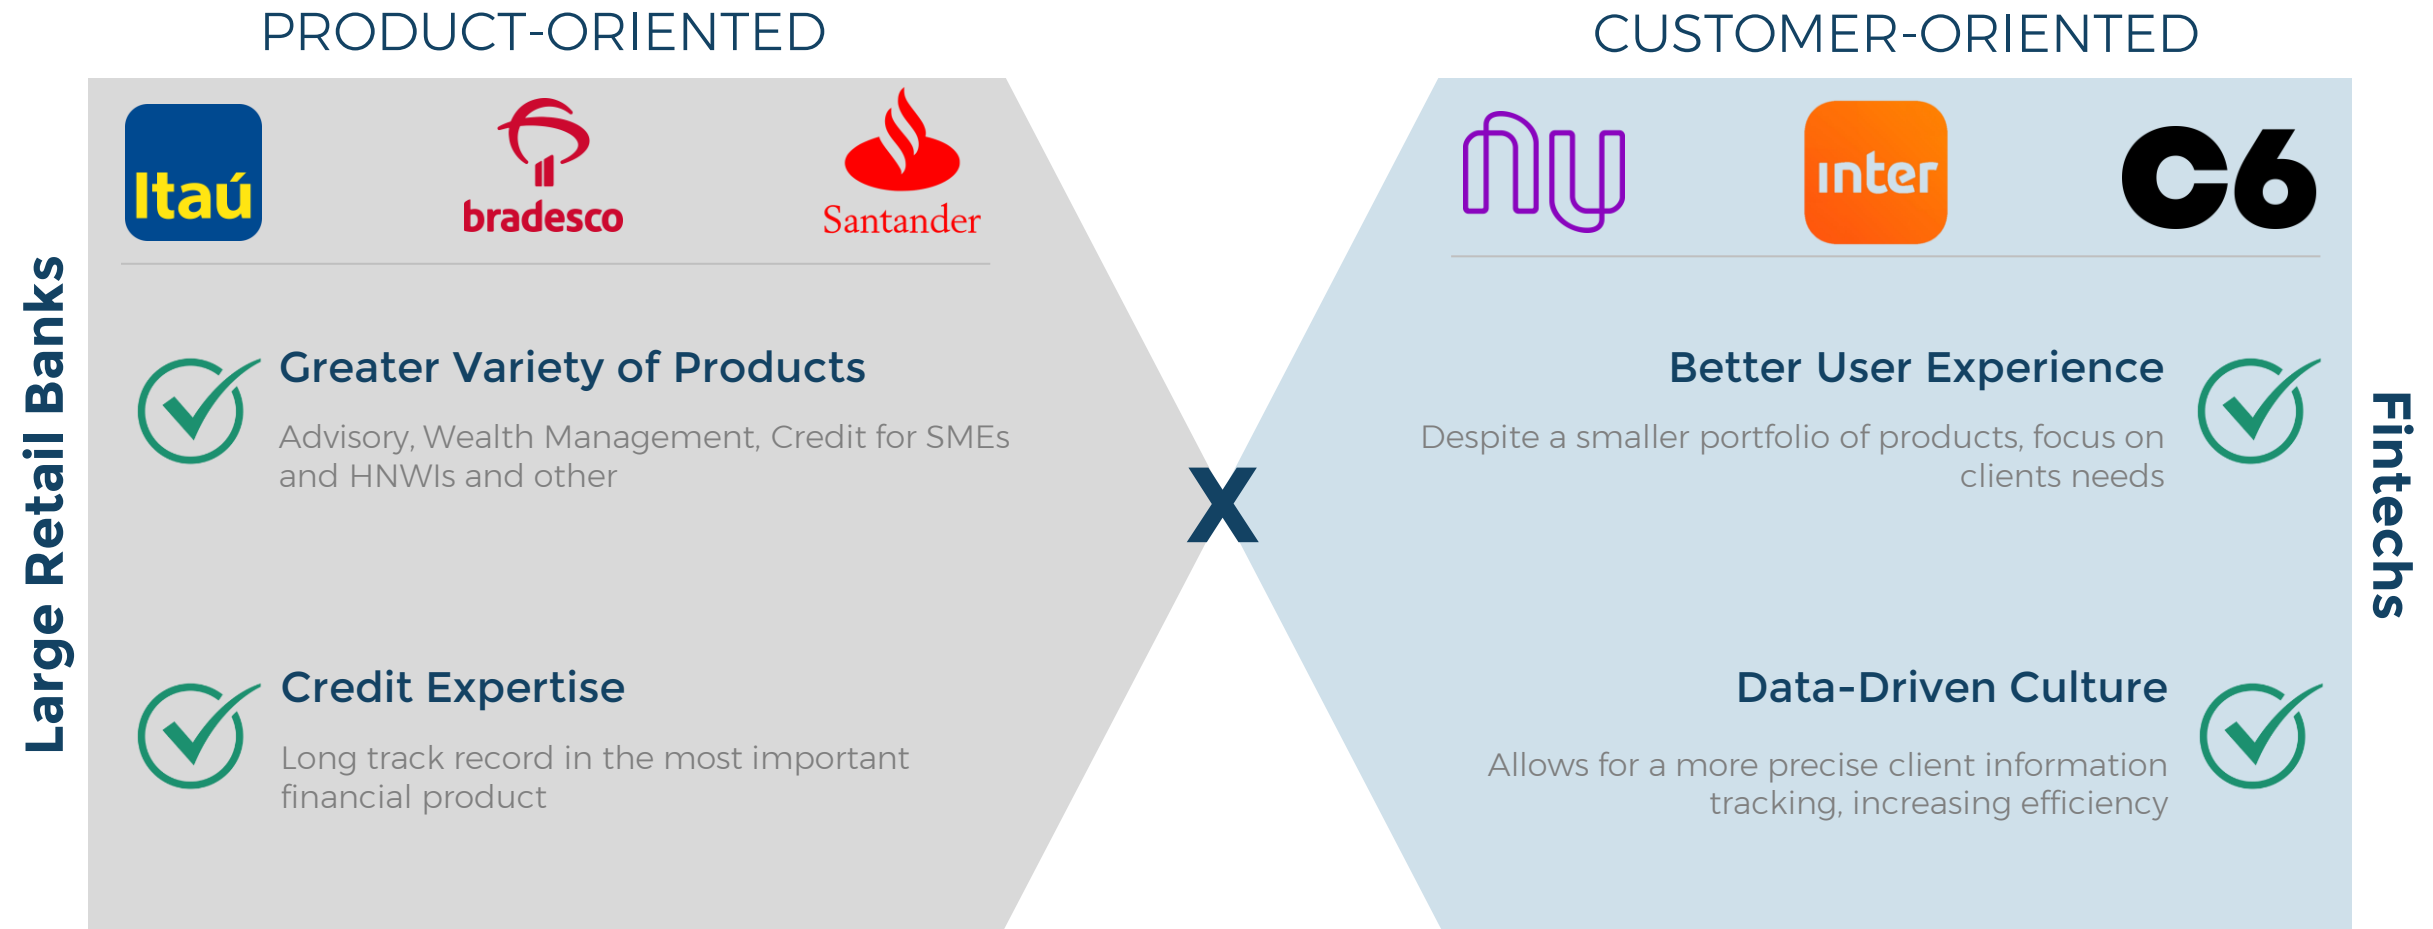 PRODUCT-ORIENTED
CUSTOMER-ORIENTED
Large Retail Banks
Itaú
bradesco
Santander
Greater Variety of Products
Advisory, Wealth Management, Credit for SMEs
and HNWIs and other
Credit Expertise
Long track record in the most important
financial product
X
nu
inter
C6
Better User Experience
Despite a smaller portfolio of products, focus on
clients needs
Data-Driven Culture
Allows for a more precise client information
tracking, increasing efficiency
Fintechs